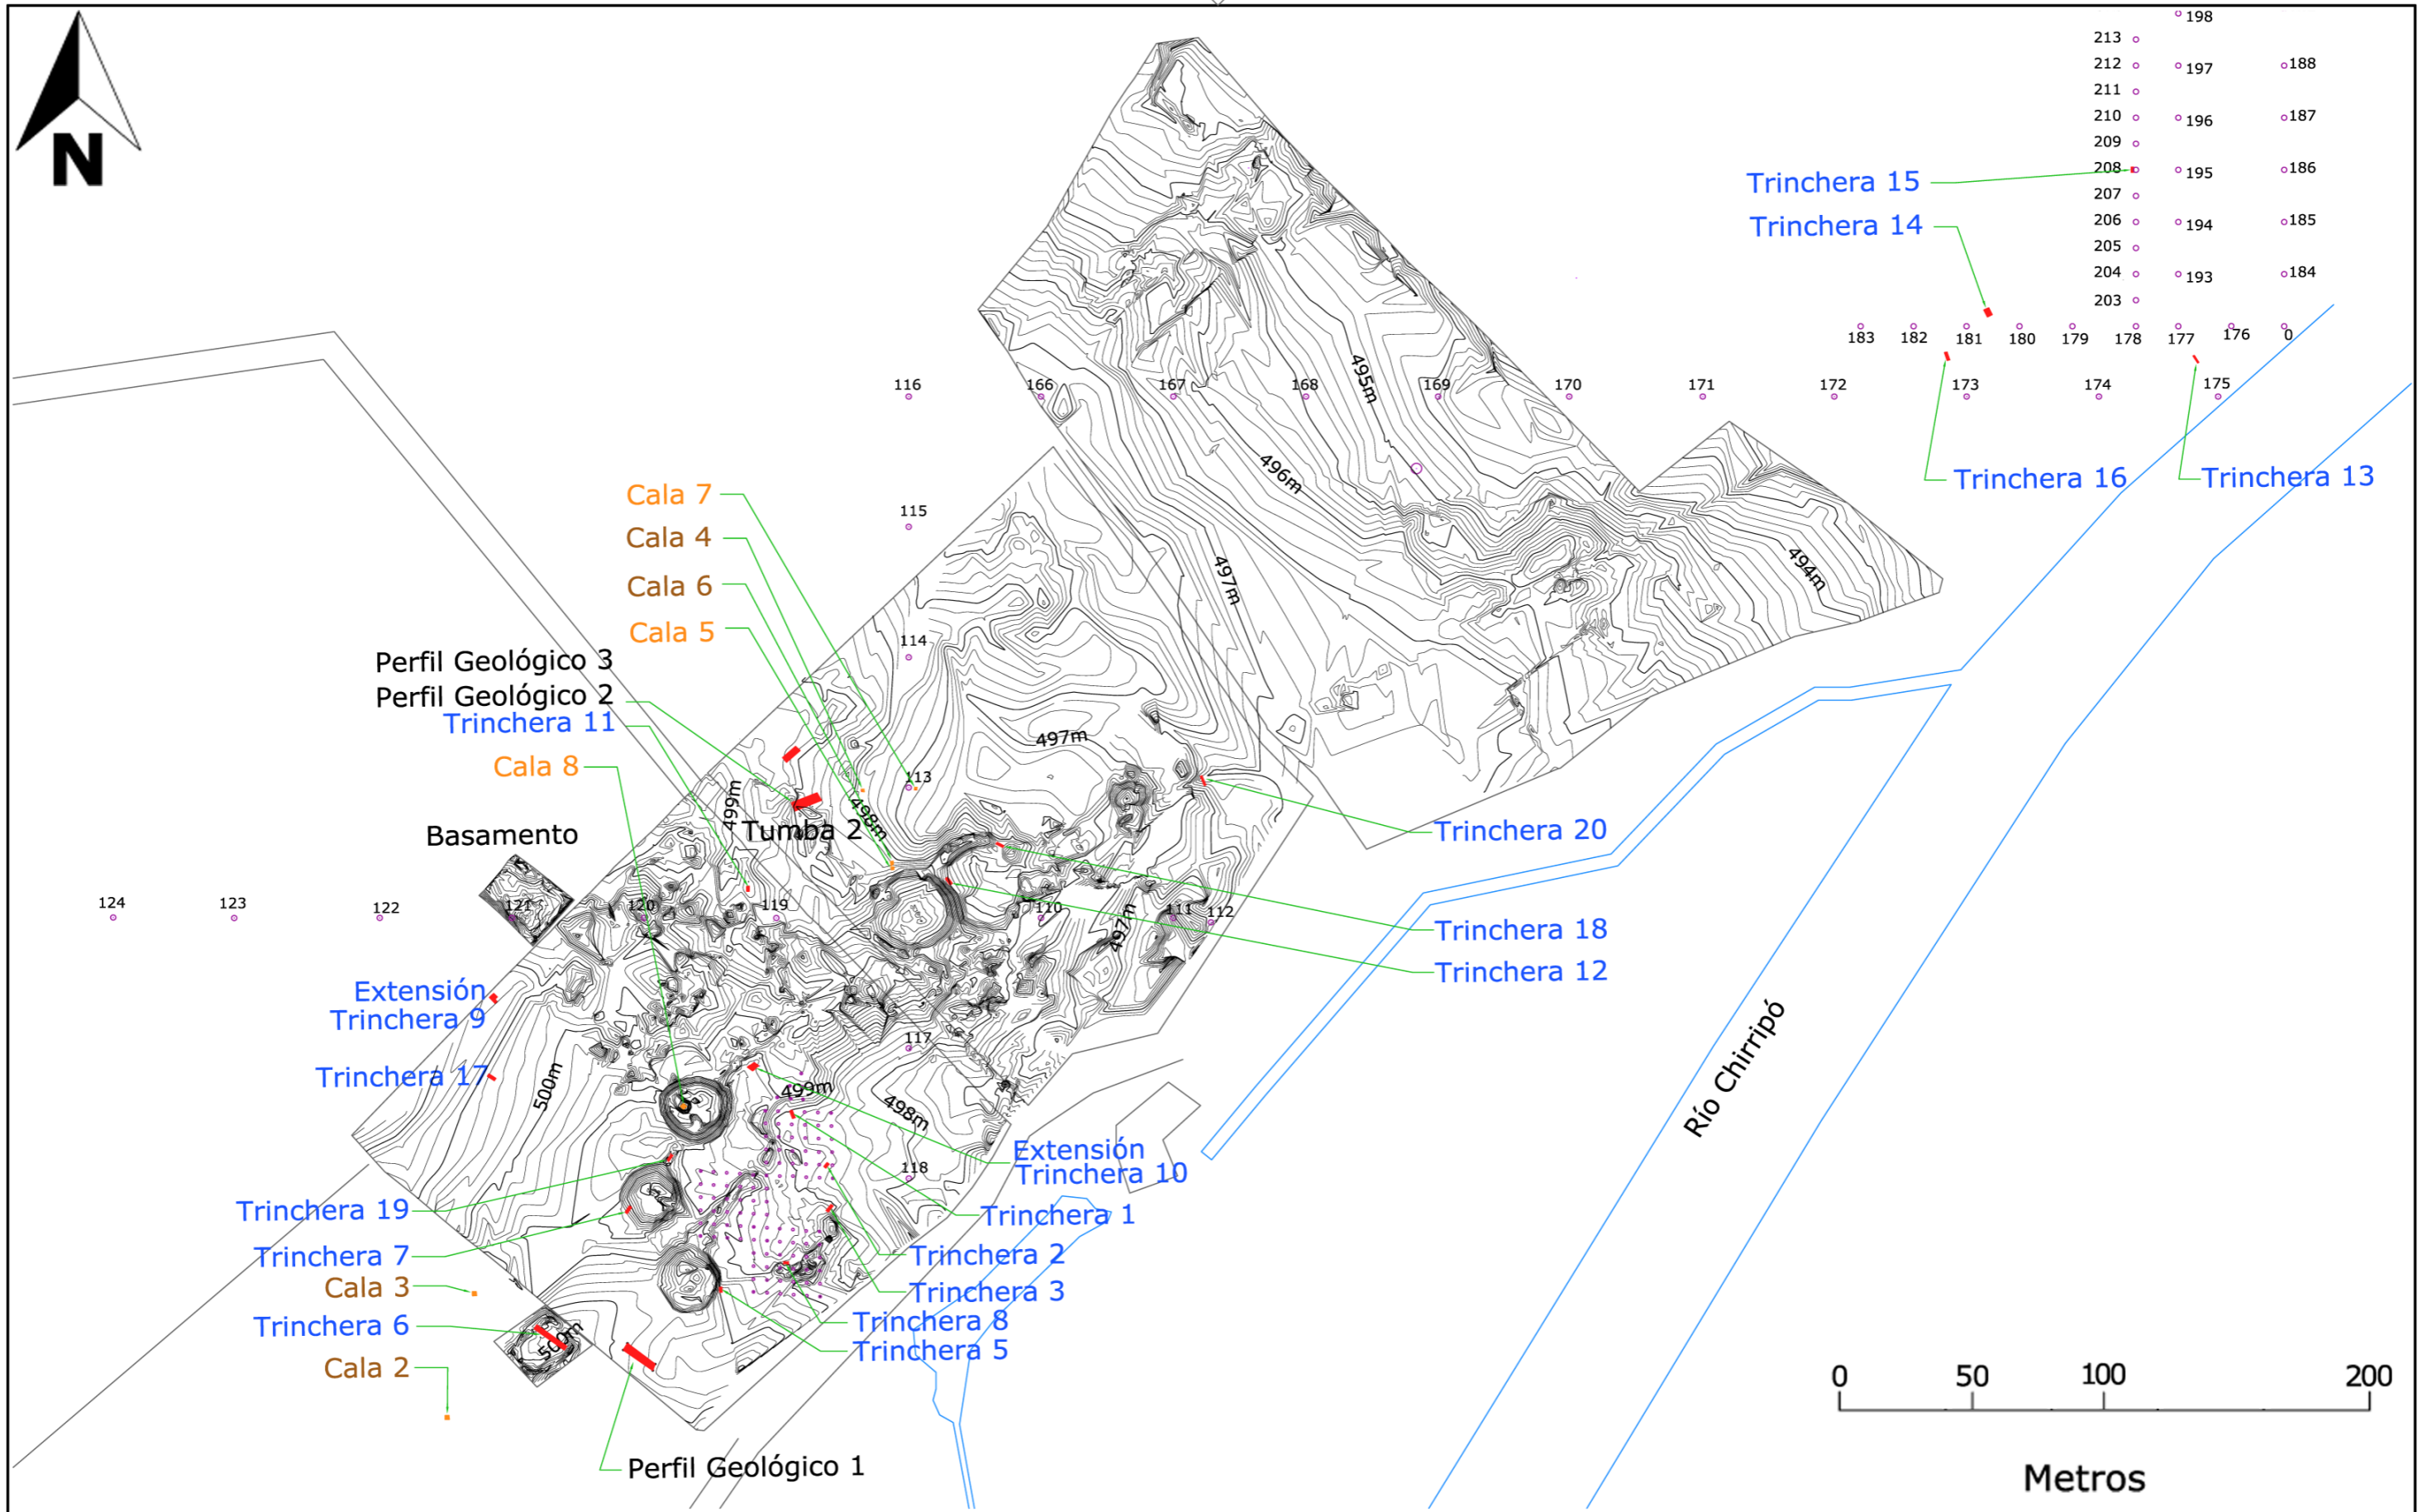 198
213
212
197
188
211
210
196
187
209
208
195
186
Trinchera 15
207
206
194
185
Trinchera 14
205
204
193
184
203
N
183
182
181
180
179
178
177
176
0
116
166
167
168
169
170
171
172
173
174
175
495m
496m
Trinchera 16
Trinchera 13
Cala 7
115
Cala 4
494m
497m
Cala 6
Cala 5
114
Perfil Geológico 3
Perfil Geológico 2
Trinchera 11
497m
Cala 8
113
499m
498m
Tumba 2
Basamento
Trinchera 20
124
123
122
121
120
119
110
111
112
497m
Trinchera 18
Trinchera 12
Extensión
Trinchera 9
117
Trinchera 17
500m
499m
498m
Río Chirripó
Extensión
Trinchera 10
118
Trinchera 19
Trinchera 1
Trinchera 7
Trinchera 2
Cala 3
Trinchera 3
Trinchera 6
500m
Trinchera 8
Trinchera 5
Cala 2
0
50
100
200
Perfil Geológico 1
Metros